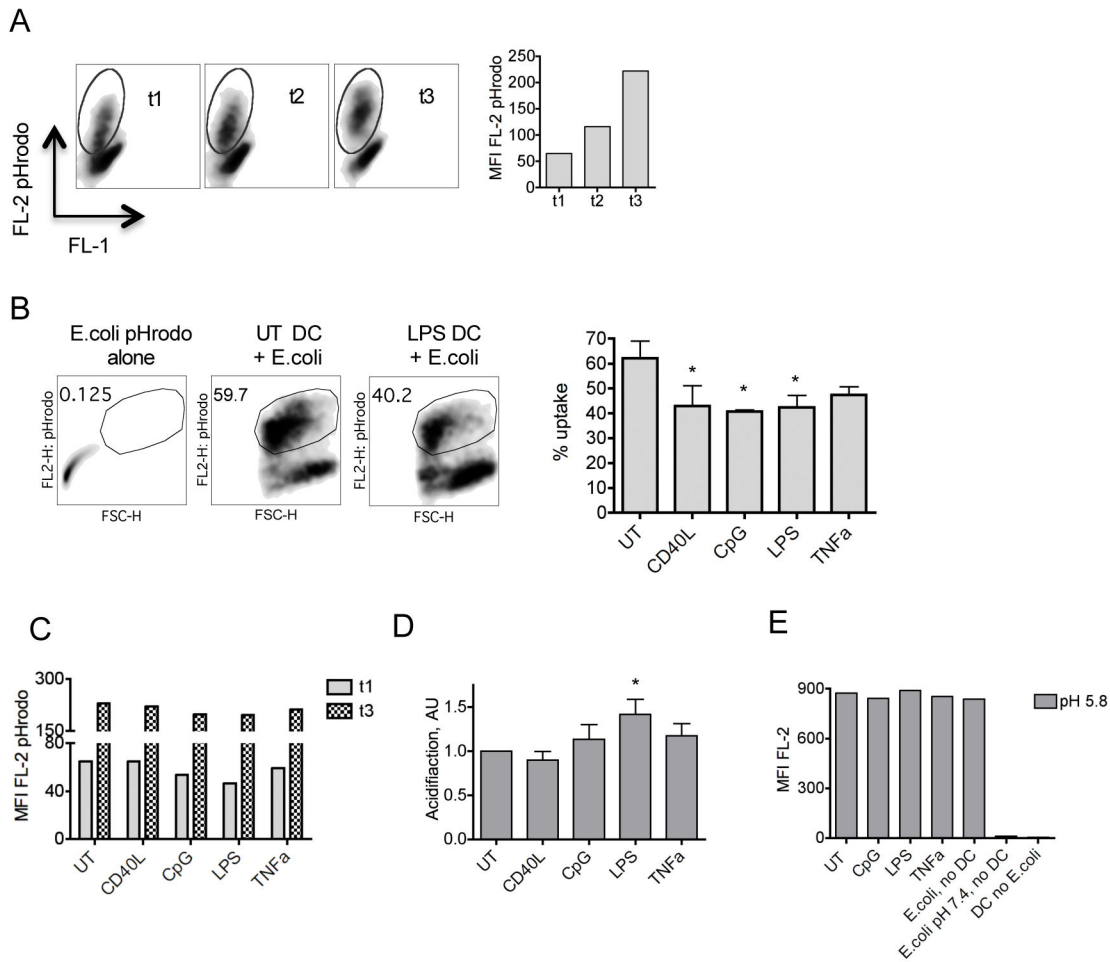 A
FL-2 pHrodo
FL-1
t1
t2
t3
MFI FL-2 pHrodo
250
200
150
100
50
0
t1 t2 t3
B
E.coli pHrodo
alone
UT DC
+ E.coli
LPS DC
+ E.coli
0.125
59.7
40.2
FL2-H: pHrodo
FL2-H: pHrodo
FL2-H: pHrodo
FSC-H
FSC-H
FSC-H
% uptake
70
60
50
40
30
20
10
0
* * *
UT CD40L CpG LPS TNFa
C
MFI FL-2 pHrodo
300
150
80
40
0
t1
t3
UT CD40L CpG LPS TNFa
D
Acidifiaction, AU
1.5
1.0
0.5
0.0
*
UT CD40L CpG LPS TNFa
E
MFI FL-2
900
600
300
0
pH 5.8
UT
CpG
LPS
TNFa
E.coli, no DC
E.coli pH 7.4, no DC
DC no E.coli